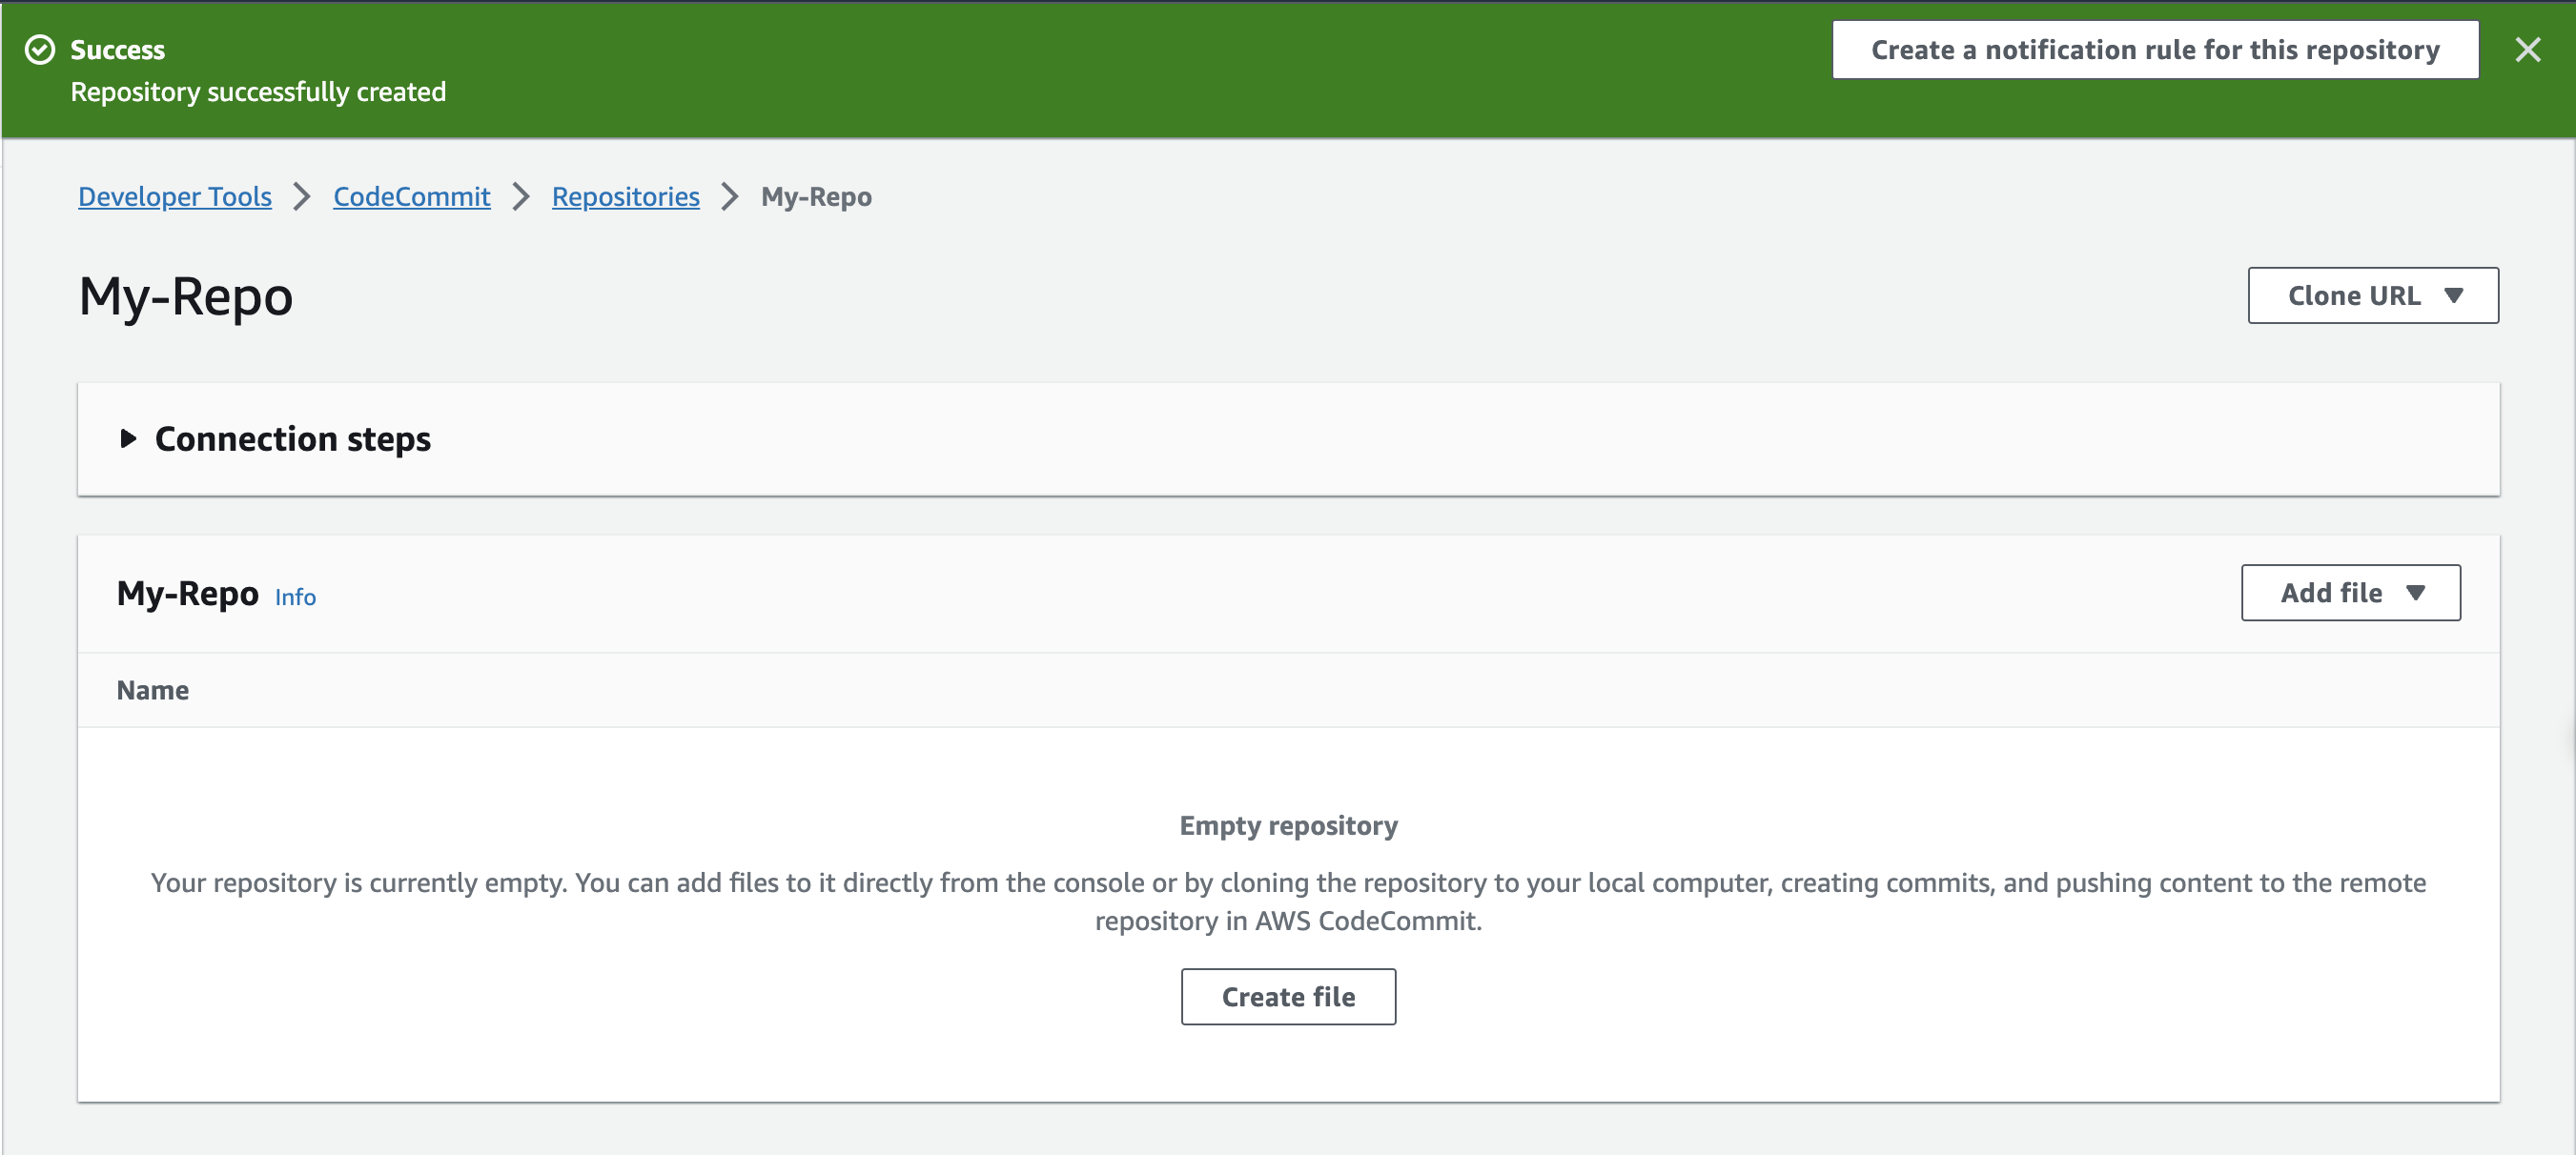 Success
Create a notification rule for this repository
Repository successfully created
Developer Tools
CodeCommit
Repositories
My-Repo
My-Repo
Clone URL
Connection steps
My-Repo Info
Add file
Name
Empty repository
Your repository is currently empty. You can add files to it directly from the console or by cloning the repository to your local computer, creating commits, and pushing content to the remote
repository in AWS CodeCommit.
Create file